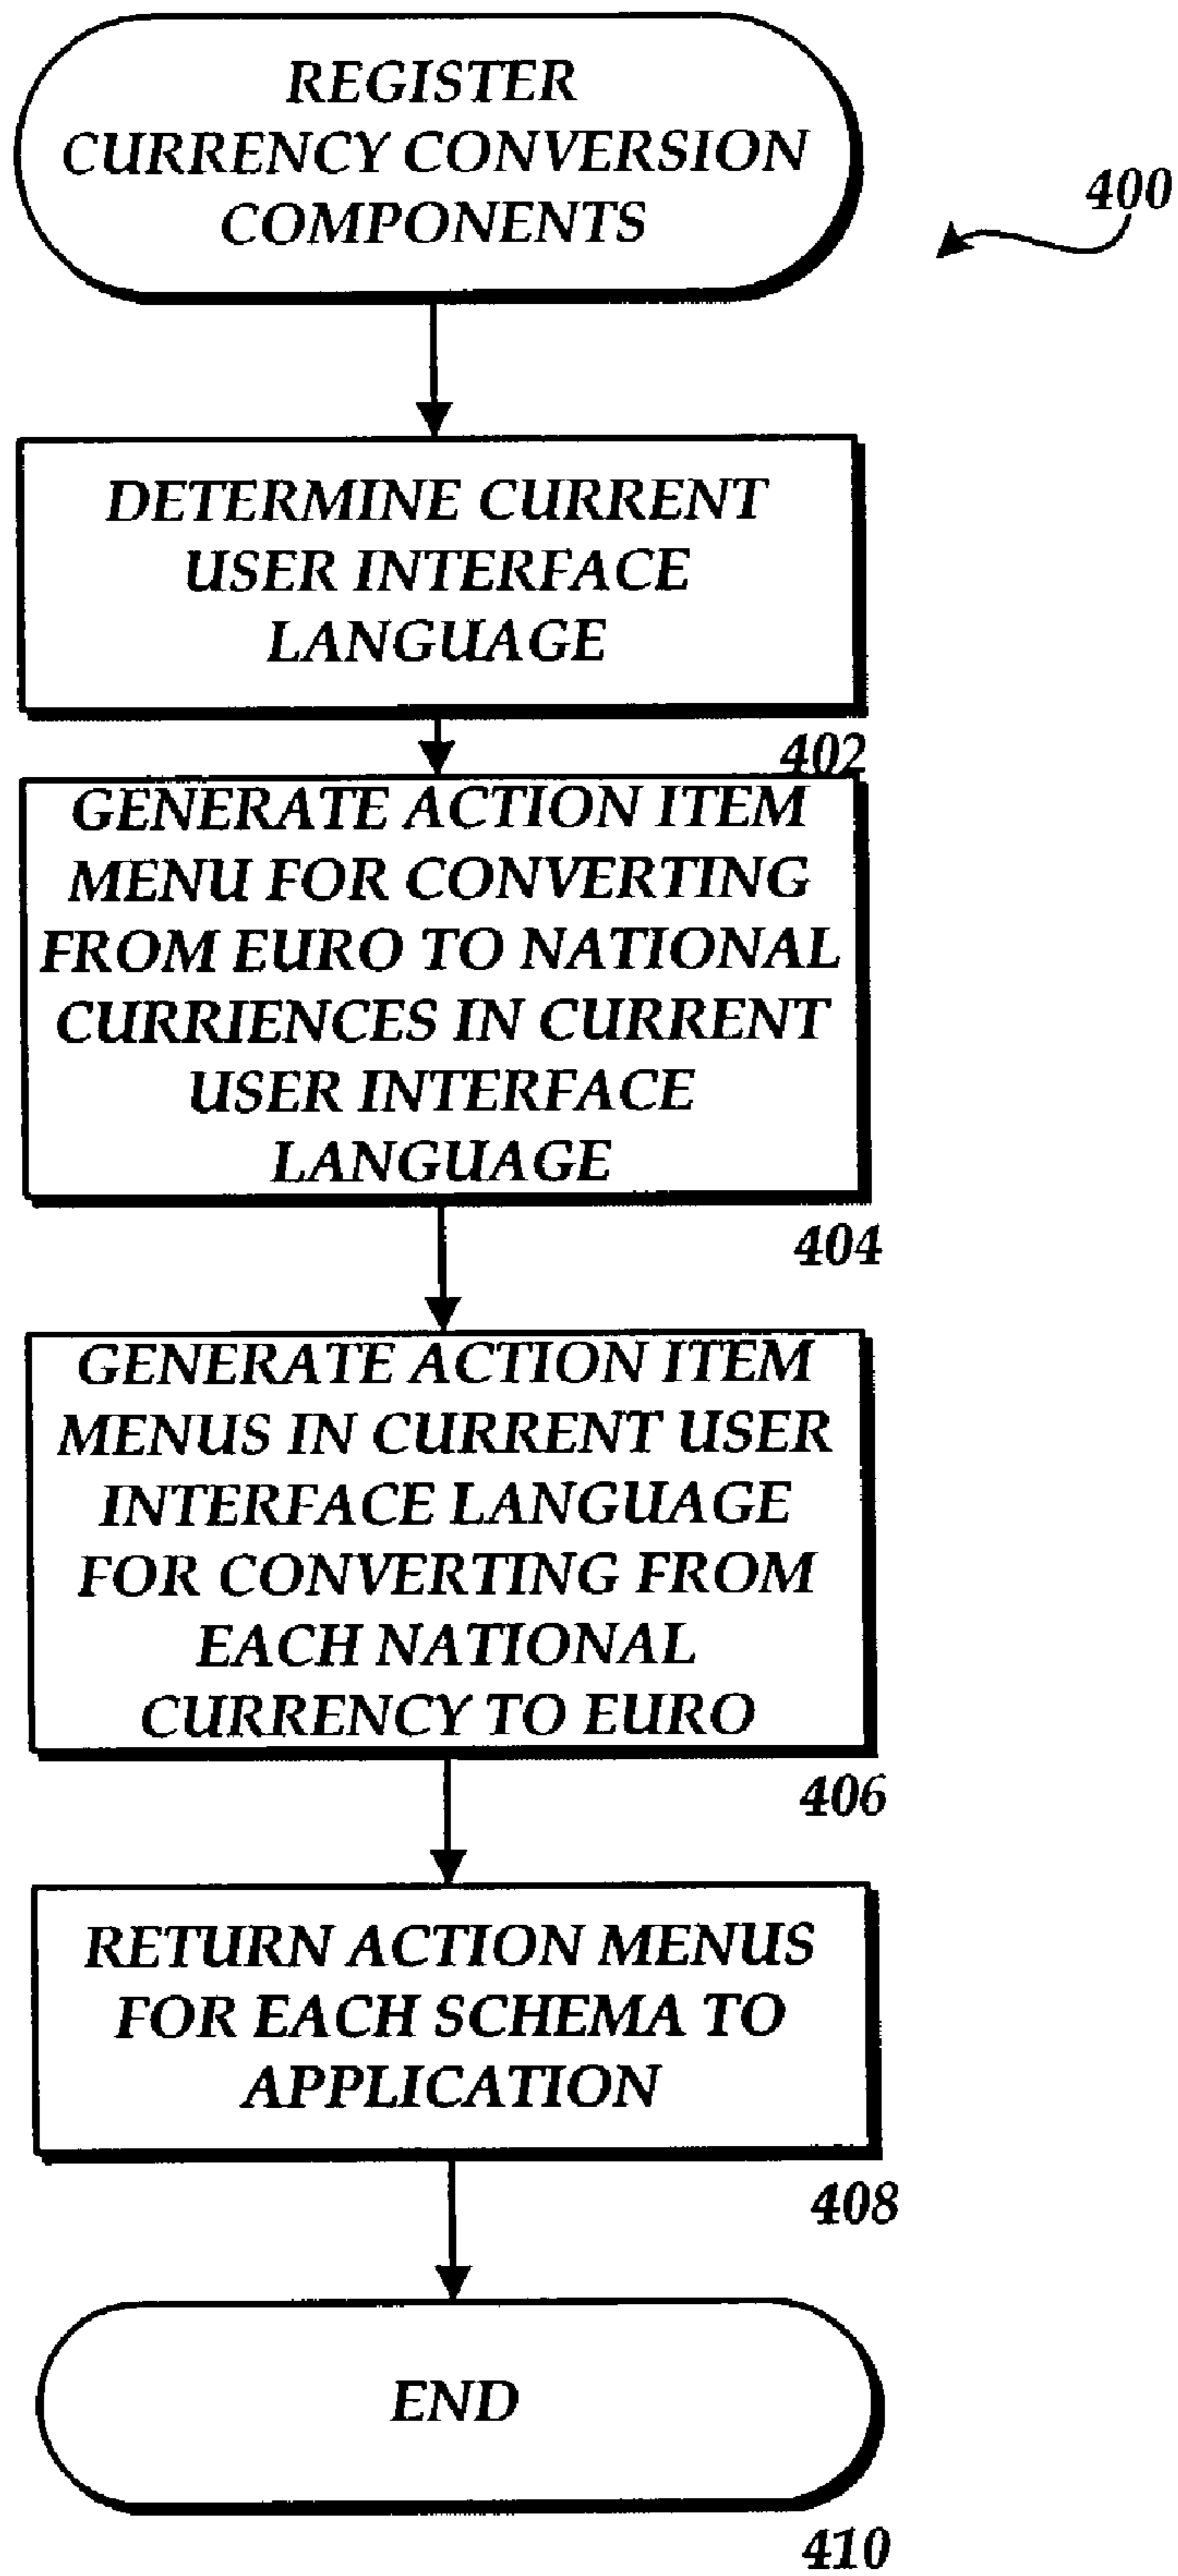 REGISTER
CURRENCY CONVERSION
COMPONENTS
400
DETERMINE CURRENT
USER INTERFACE
LANGUAGE
402
GENERATE ACTION ITEM
MENU FOR CONVERTING
FROM EURO TO NATIONAL
CURRIENCES IN CURRENT
USER INTERFACE
LANGUAGE
404
GENERATE ACTION ITEM
MENUS IN CURRENT USER
INTERFACE LANGUAGE
FOR CONVERTING FROM
EACH NATIONAL
CURRENCY TO EURO
406
RETURN ACTION MENUS
FOR EACH SCHEMA TO
APPLICATION
408
END
410